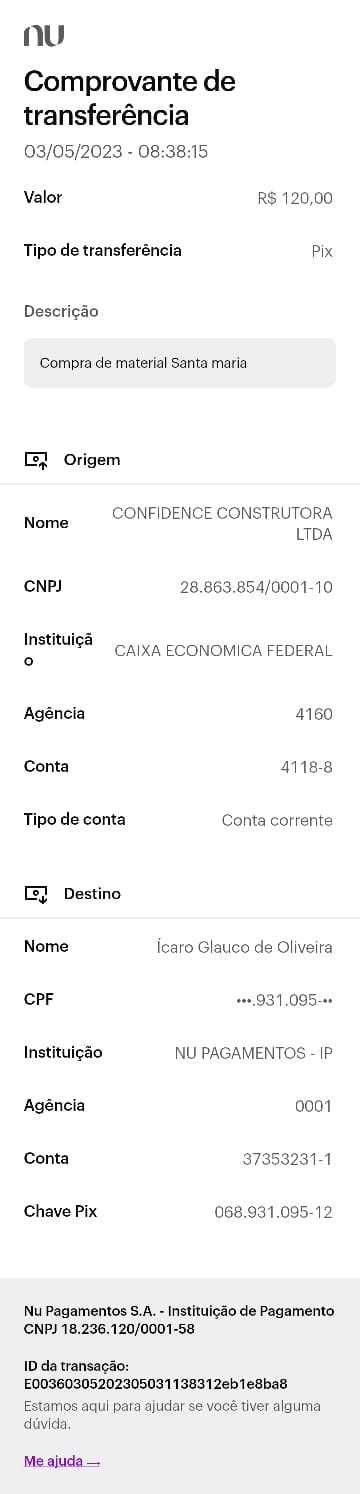 nu
Comprovante de
transferência
03/05/2023 - 08:38:15
Valor R$ 120,00
Tipo de transferência Pix
Descrição
Compra de material Santa maria
Origem
Nome CONFIDENCE CONSTRUTORA
LTDA
CNPJ 28.863.854/0001-10
Instituiçã
o CAIXA ECONOMICA FEDERAL
Agência 4160
Conta 4118-8
Tipo de conta Conta corrente
Destino
Nome Ícaro Glauco de Oliveira
CPF •••.931.095-••
Instituição NU PAGAMENTOS - IP
Agência 0001
Conta 37353231-1
Chave Pix 068.931.095-12
Nu Pagamentos S.A. - Instituição de Pagamento
CNPJ 18.236.120/0001-58
ID da transação:
E00360305202305031138312eb1e8ba8
Estamos aqui para ajudar se você tiver alguma
dúvida.
Me ajuda →